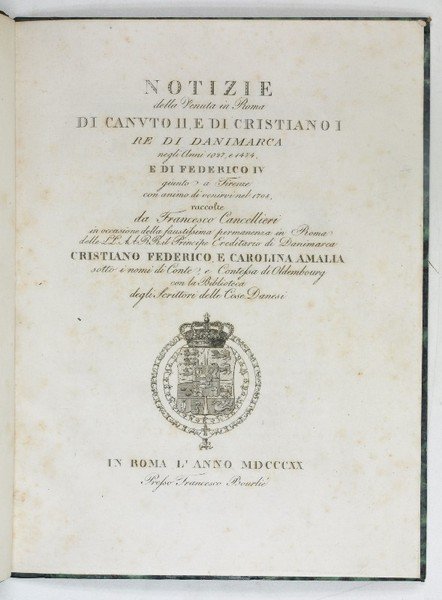 NOTIZIE
della Venuta in Roma
DI CANVTO II, E DI CRISTIANO I
RE DI DANIMARCA
negli Anni 1027, e 1474,
E DI FEDERICO IV
giunto a Firenze
con animo di venirvi nel 1708,
raccolte
da Francesco Cancellieri
in occasione della faustissima permanenza in Roma
delle LL. A A. R R. il Principe Ereditario di Danimarca
CRISTIANO FEDERICO, E CAROLINA AMALIA
sotto i nomi di Conte, e Contessa di Oldembourg
con la Biblioteca
degli Scrittori delle Cose Danesi
IN ROMA L'ANNO MDCCCXX
Presso Francesco Bourlié